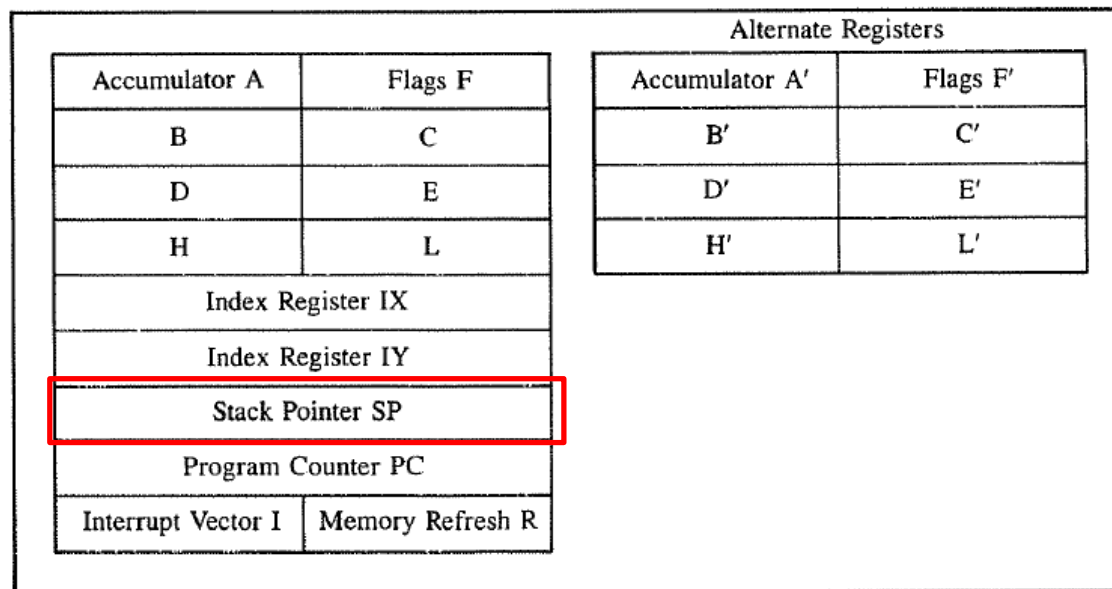 Alternate Registers
Accumulator A Flags F Accumulator A′ Flags F′
B C B′ C′
D E D′ E′
H L H′ L′
Index Register IX
Index Register IY
Stack Pointer SP
Program Counter PC
Interrupt Vector I Memory Refresh R